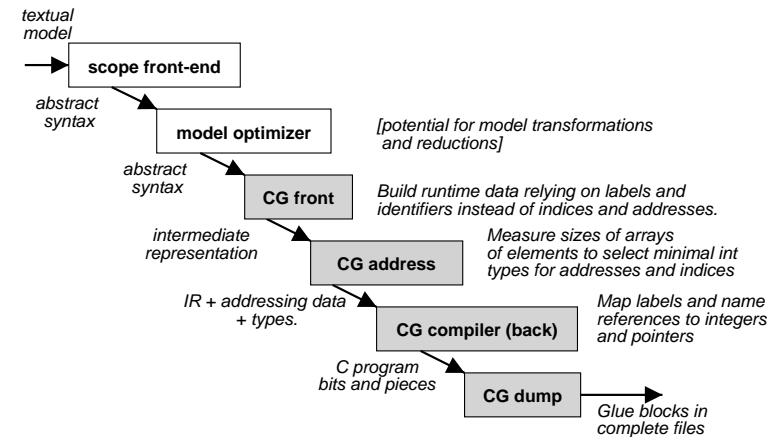 textual
model
scope front-end
abstract
syntax
model optimizer
[potential for model transformations
and reductions]
abstract
syntax
CG front
Build runtime data relying on labels and
identifiers instead of indices and addresses.
intermediate
representation
CG address
Measure sizes of arrays
of elements to select minimal int
types for addresses and indices
IR + addressing data
+ types.
CG compiler (back)
Map labels and name
references to integers
and pointers
C program
bits and pieces
CG dump
Glue blocks in
complete files